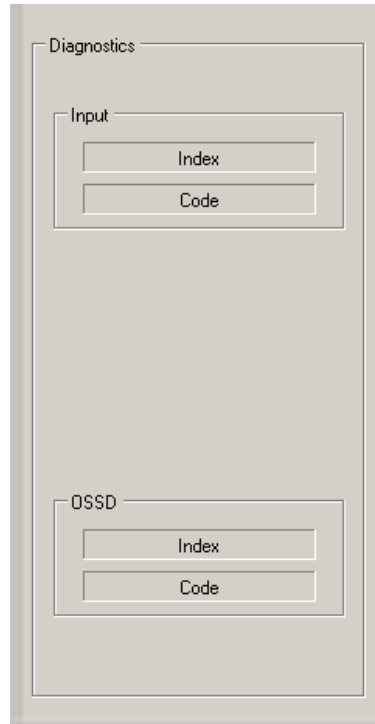 Diagnostics
Input
Index
Code
OSSD
Index
Code